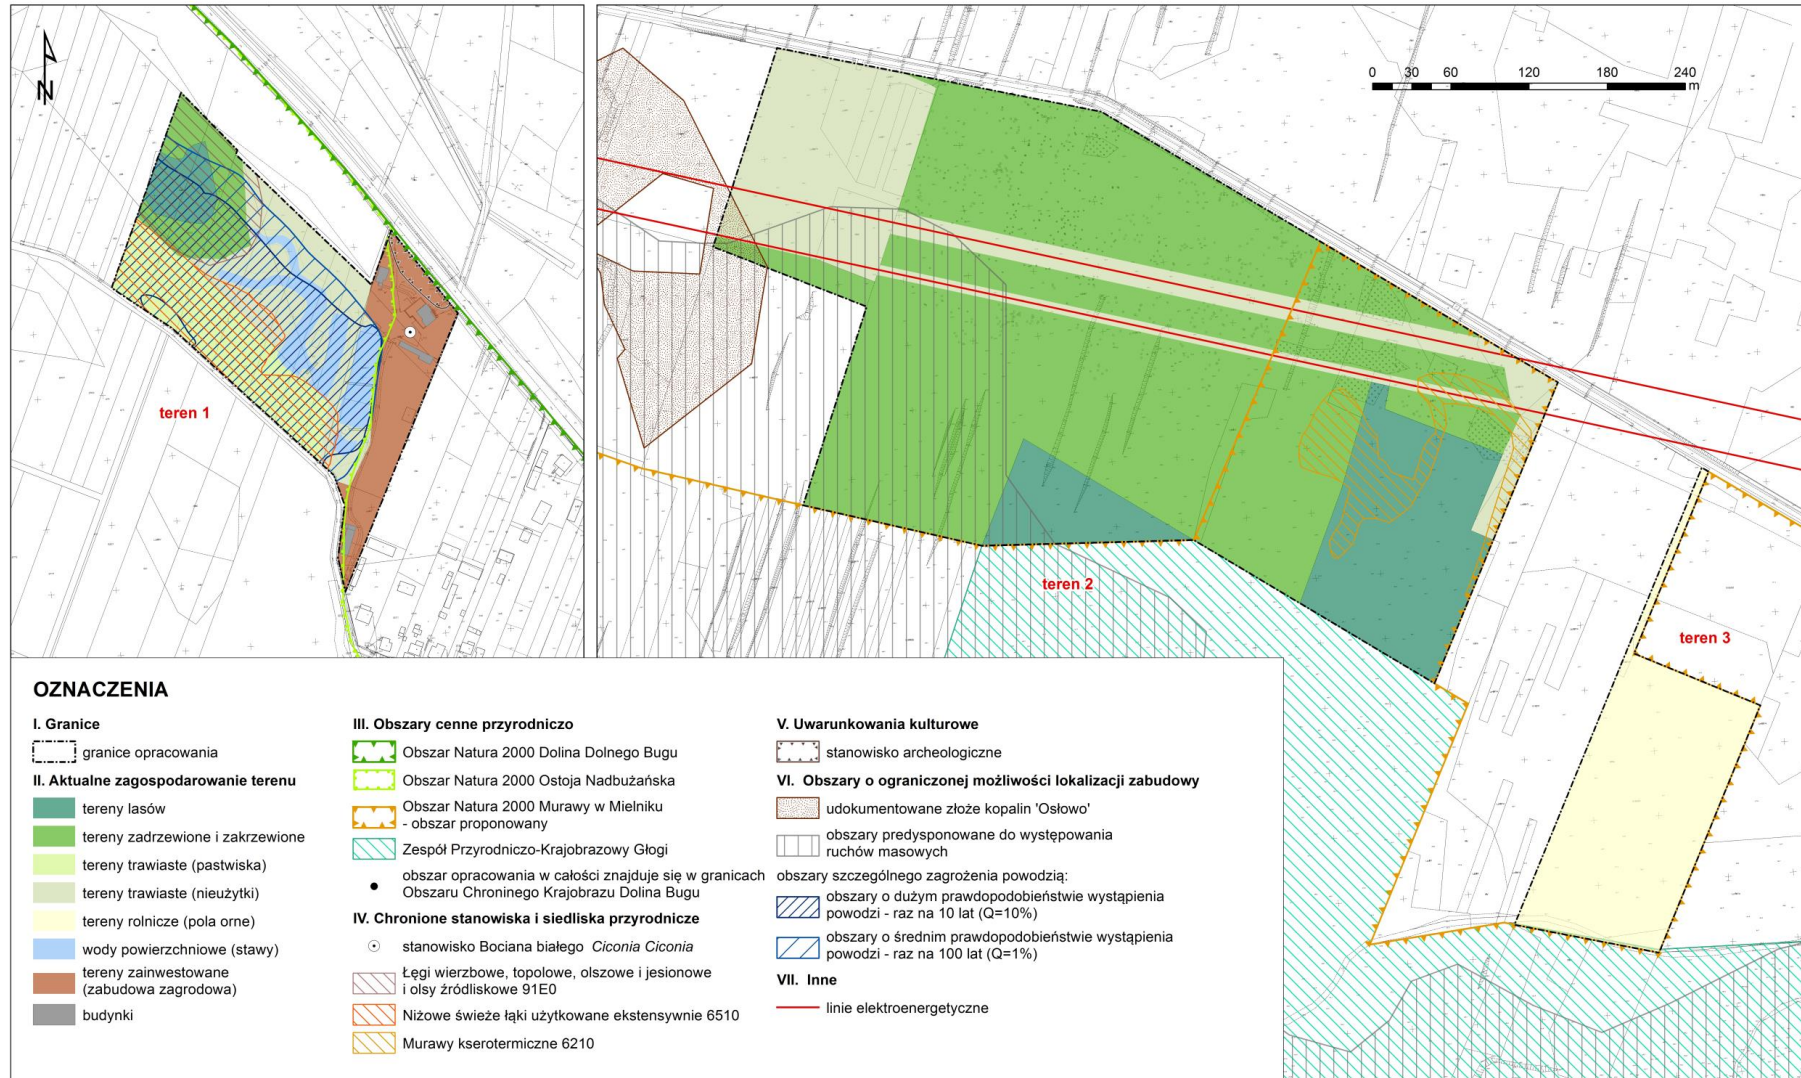 N
0 30 60 120 180 240
m
teren 1
teren 2
teren 3
OZNACZENIA
I. Granice
granice opracowania
II. Aktualne zagospodarowanie terenu
tereny lasów
tereny zadrzewione i zakrzewione
tereny trawiaste (pastwiska)
tereny trawiaste (nieużytki)
tereny rolnicze (pola orne)
wody powierzchniowe (stawy)
tereny zainwestowane
(zabudowa zagrodowa)
budynki
III. Obszary cenne przyrodniczo
Obszar Natura 2000 Dolina Dolnego Bugu
Obszar Natura 2000 Ostoja Nadbużańska
Obszar Natura 2000 Murawy w Mielniku
- obszar proponowany
Zespół Przyrodniczo-Krajobrazowy Głogi
obszar opracowania w całości znajduje się w granicach
Obszaru Chroninego Krajobrazu Dolina Bugu
IV. Chronione stanowiska i siedliska przyrodnicze
stanowisko Bociana białego Ciconia Ciconia
Łęgi wierzbowe, topolowe, olszowe i jesionowe
i olsy źródliskowe 91E0
Niżowe świeże łąki użytkowane ekstensywnie 6510
Murawy kserotermiczne 6210
V. Uwarunkowania kulturowe
stanowisko archeologiczne
VI. Obszary o ograniczonej możliwości lokalizacji zabudowy
udokumentowane złoże kopalin 'Osłowo'
obszary predysponowane do występowania
ruchów masowych
obszary szczególnego zagrożenia powodzią:
obszary o dużym prawdopodobieństwie wystąpienia
powodzi - raz na 10 lat (Q=10%)
obszary o średnim prawdopodobieństwie wystąpienia
powodzi - raz na 100 lat (Q=1%)
VII. Inne
linie elektroenergetyczne